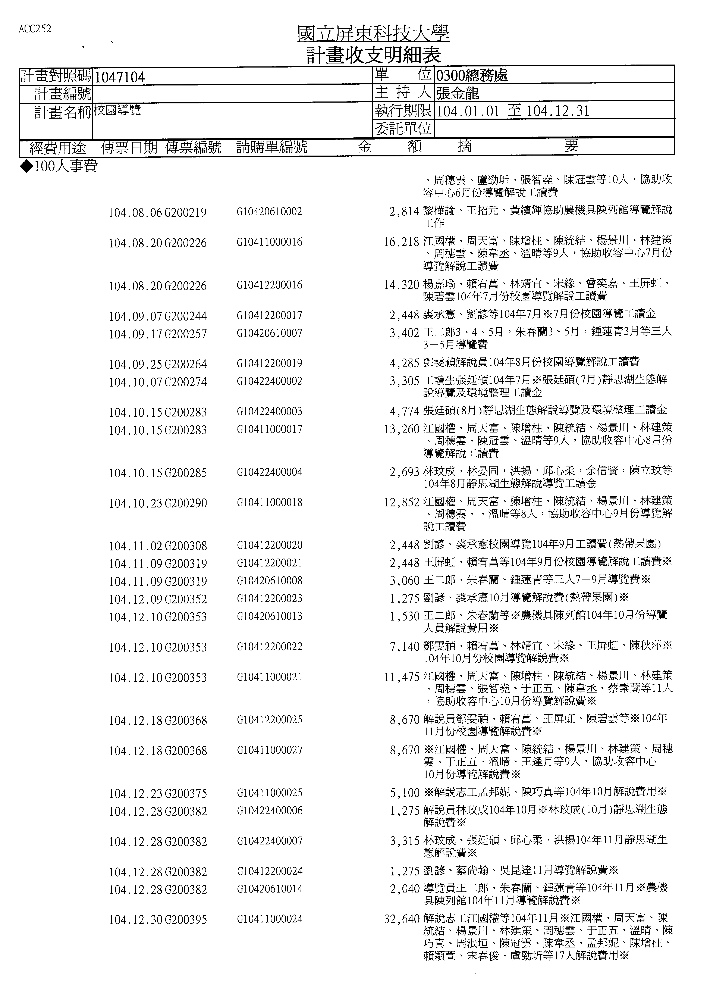 ACC252
國立屏東科技大學
計畫收支明細表
計畫對照碼 1047104 單 位 0300總務處
計畫編號 主 持 人 張金龍
計畫名稱 校園導覽 執行期限 104.01.01 至 104.12.31
委託單位
經費用途 傳票日期 傳票編號 請購單編號 金 額 摘 要
◆100人事費
、周穗雲、盧勁圻、張智堯、陳冠雲等10人，協助收
容中心6月份導覽解說工讀費
104.08.06 G200219 G10420610002 2,814 黎樺諭、王招元、黃繽輝協助農機具陳列館導覽解說
工作
104.08.20 G200226 G10411000016 16,218 江國權、周天富、陳增柱、陳統結、楊景川、林建策
、周穗雲、陳韋丞、溫晴等9人，協助收容中心7月份
導覽解說工讀費
104.08.20 G200226 G10412200016 14,320 楊嘉瑜、賴宥菖、林靖宜、宋緣、曾奕嘉、王屏虹、
陳碧雲104年7月份校園導覽解說工讀費
104.09.07 G200244 G10412200017 2,448 裘承憲、劉諺等104年7月※7月份校園導覽工讀金
104.09.17 G200257 G10420610007 3,402 王二郎3、4、5月，朱春蘭3、5月，鍾蓮青3月等三人
3－5月導覽費
104.09.25 G200264 G10412200019 4,285 鄧雯禎解說員104年8月份校園導覽解說工讀費
104.10.07 G200274 G10422400002 3,305 工讀生張廷碩104年7月※張廷碩(7月)靜思湖生態解
說導覽及環境整理工讀金
104.10.15 G200283 G10422400003 4,774 張廷碩(8月)靜思湖生態解說導覽及環境整理工讀金
104.10.15 G200283 G10411000017 13,260 江國權、周天富、陳增柱、陳統結、楊景川、林建策
、周穗雲、陳冠雲、溫晴等9人，協助收容中心8月份
導覽解說工讀費
104.10.15 G200285 G10422400004 2,693 林玟成，林晏同，洪揚，邱心柔，余信賢，陳立玟等
104年8月靜思湖生態解說導覽工讀金
104.10.23 G200290 G10411000018 12,852 江國權、周天富、陳增柱、陳統結、楊景川、林建策
、周穗雲、、溫晴等8人，協助收容中心9月份導覽解
說工讀費
104.11.02 G200308 G10412200020 2,448 劉諺、裘承憲校園導覽104年9月工讀費(熱帶果園)
104.11.09 G200319 G10412200021 2,448 王屏虹、賴宥菖等104年9月份校園導覽解說工讀費※
104.11.09 G200319 G10420610008 3,060 王二郎、朱春蘭、鍾蓮青等三人7－9月導覽費※
104.12.09 G200352 G10412200023 1,275 劉諺、裘承憲10月導覽解說費(熱帶果園)※
104.12.10 G200353 G10420610013 1,530 王二郎、朱春蘭等※農機具陳列館104年10月份導覽
人員解說費用※
104.12.10 G200353 G10412200022 7,140 鄧雯禎、賴宥菖、林靖宜、宋緣、王屏虹、陳秋萍※
104年10月份校園導覽解說費※
104.12.10 G200353 G10411000021 11,475 江國權、周天富、陳增柱、陳統結、楊景川、林建策
、周穗雲、張智堯、于正五、陳韋丞、蔡素蘭等11人
，協助收容中心10月份導覽解說費※
104.12.18 G200368 G10412200025 8,670 解說員鄧雯禎、賴宥菖、王屏虹、陳碧雲等※104年
11月份校園導覽解說費※
104.12.18 G200368 G10411000027 8,670 ※江國權、周天富、陳統結、楊景川、林建策、周穗
雲、于正五、溫晴、王逢月等9人，協助收容中心
10月份導覽解說費※
104.12.23 G200375 G10411000025 5,100 ※解說志工孟邦妮、陳巧真等104年10月解說費用※
104.12.28 G200382 G10422400006 1,275 解說員林玟成104年10月※林玟成(10月)靜思湖生態
解說費※
104.12.28 G200382 G10422400007 3,315 林玟成、張廷碩、邱心柔、洪揚104年11月靜思湖生
態解說費※
104.12.28 G200382 G10412200024 1,275 劉諺、蔡尙翰、吳昆達11月導覽解說費※
104.12.28 G200382 G10420610014 2,040 導覽員王二郎、朱春蘭、鍾蓮青等104年11月※農機
具陳列館104年11月導覽解說費※
104.12.30 G200395 G10411000024 32,640 解說志工江國權等104年11月※江國權、周天富、陳
統結、楊景川、林建策、周穗雲、于正五、溫晴、陳
巧真、周泯垣、陳冠雲、陳韋丞、孟邦妮、陳增柱、
賴穎萱、宋春俊、盧勁圻等17人解說費用※